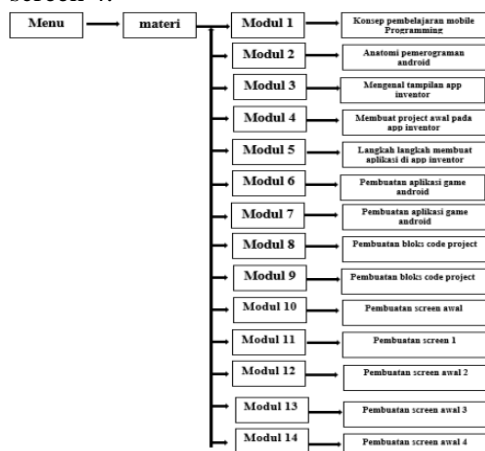 screen 4.
Menu
materi
Modul 1
Konsep pembelajaran mobile
Programming
Modul 2
Anatomi pemerograman
android
Modul 3
Mengenal tampilan app
inventor
Modul 4
Membuat project awal pada
app inventor
Modul 5
Langkah langkah membuat
aplikasi di app inventor
Modul 6
Pembuatan aplikasi game
android
Modul 7
Pembuatan aplikasi game
android
Modul 8
Pembuatan bloks code project
Modul 9
Pembuatan bloks code project
Modul 10
Pembuatan screen awal
Modul 11
Pembuatan screen 1
Modul 12
Pembuatan screen awal 2
Modul 13
Pembuatan screen awal 3
Modul 14
Pembuatan screen awal 4